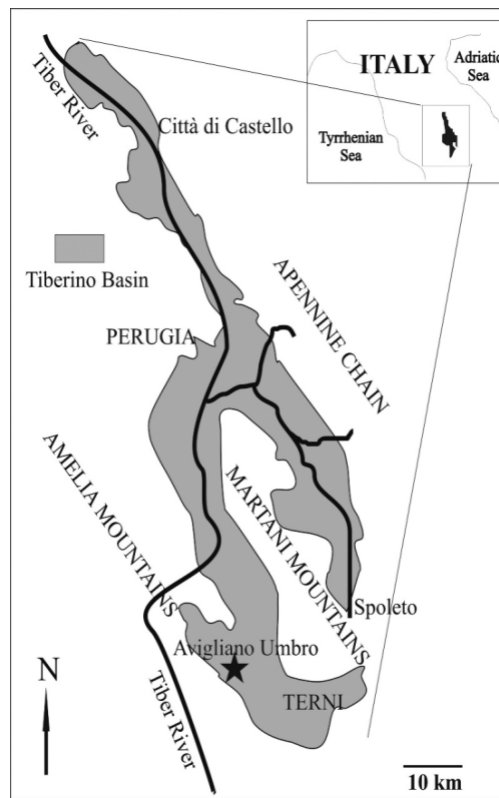 ITALY
Adriatic
Sea
Tyrrhenian
Sea
Tiber River
Città di Castello
Tiberino Basin
PERUGIA
APENNINE CHAIN
AMELIA MOUNTAINS
MARTANI MOUNTAINS
Spoleto
Avigliano Umbro
TERNI
Tiber River
N
10 km